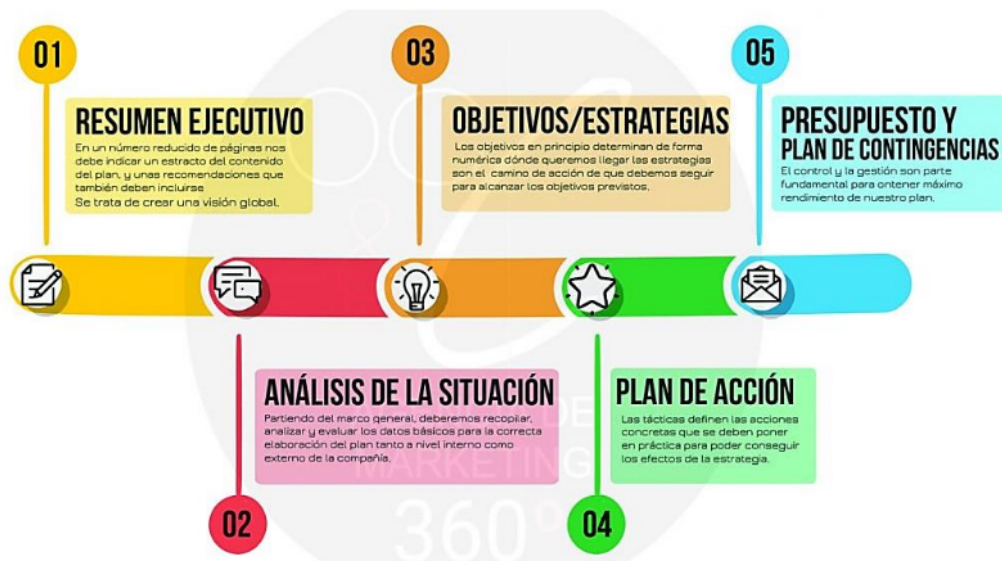 01
RESUMEN EJECUTIVO
En un número reducido de páginas nos
debe indicar un extracto del contenido
del plan, y unas recomendaciones que
también deben incluirse
Se trata de crear una visión global.
02
ANÁLISIS DE LA SITUACIÓN
Partiendo del marco general, deberemos recopilar,
analizar y evaluar los datos básicos para la correcta
elaboración del plan tanto a nivel interno como
externo de la compañía.
03
OBJETIVOS/ESTRATEGIAS
Los objetivos en principio determinan de forma
numérica dónde queremos llegar las estrategias
son el camino de acción de que debemos seguir
para alcanzar los objetivos previstos.
04
PLAN DE ACCIÓN
Las tácticas definen las acciones
concretas que se deben poner
en práctica para poder conseguir
los efectos de la estrategia.
05
PRESUPUESTO Y
PLAN DE CONTINGENCIAS
El control y la gestión son parte
fundamental para ontener máximo
rendimiento de nuestro plan.
MARKETING
360°